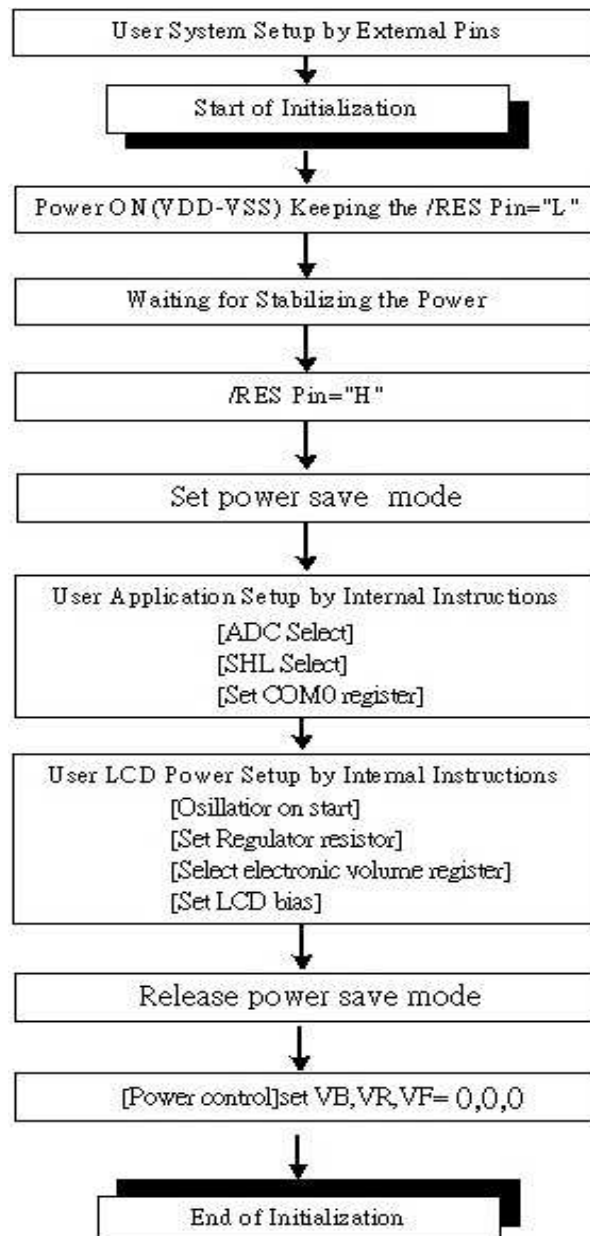 User System Setup by External Pins
Start of Initialization
Power ON(VDD-VSS) Keeping the /RES Pin="L"
Waiting for Stabilizing the Power
/RES Pin="H"
Set power save mode
User Application Setup by Internal Instructions
[ADC Select]
[SHL Select]
[Set COM0 register]
User LCD Power Setup by Internal Instructions
[Osillatior on start]
[Set Regulator resistor]
[Select electronic volume register]
[Set LCD bias]
Release power save mode
[Power control]set VB,VR,VF= 0,0,0
End of Initialization